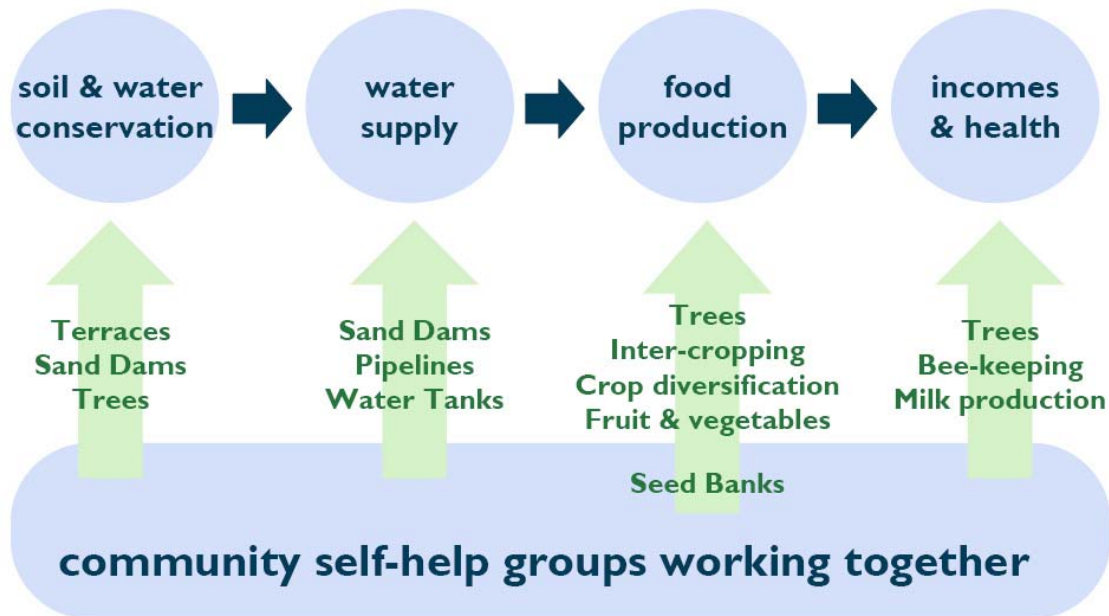 soil & water
conservation
water
supply
food
production
incomes
& health
Terraces
Sand Dams
Trees
Sand Dams
Pipelines
Water Tanks
Trees
Inter-cropping
Crop diversification
Fruit & vegetables
Seed Banks
Trees
Bee-keeping
Milk production
community self-help groups working together